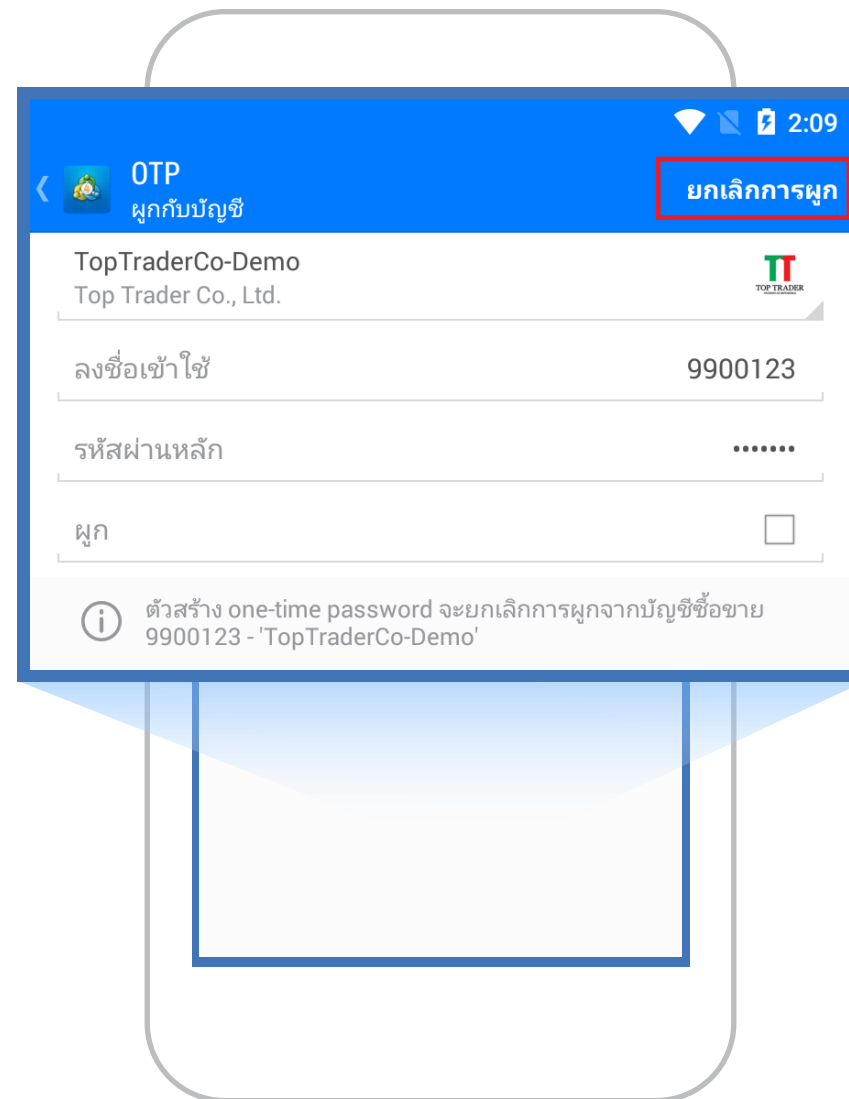 2:09
OTP
ผูกกับบัญชี
ยกเลิกการผูก
TopTraderCo-Demo
Top Trader Co., Ltd.
TT
TOP TRADER
ลงชื่อเข้าใช้
9900123
รหัสผ่านหลัก
•••••••
ผูก
ตัวสร้าง one-time password จะยกเลิกการผูกจากบัญชีซื้อขาย
9900123 - 'TopTraderCo-Demo'